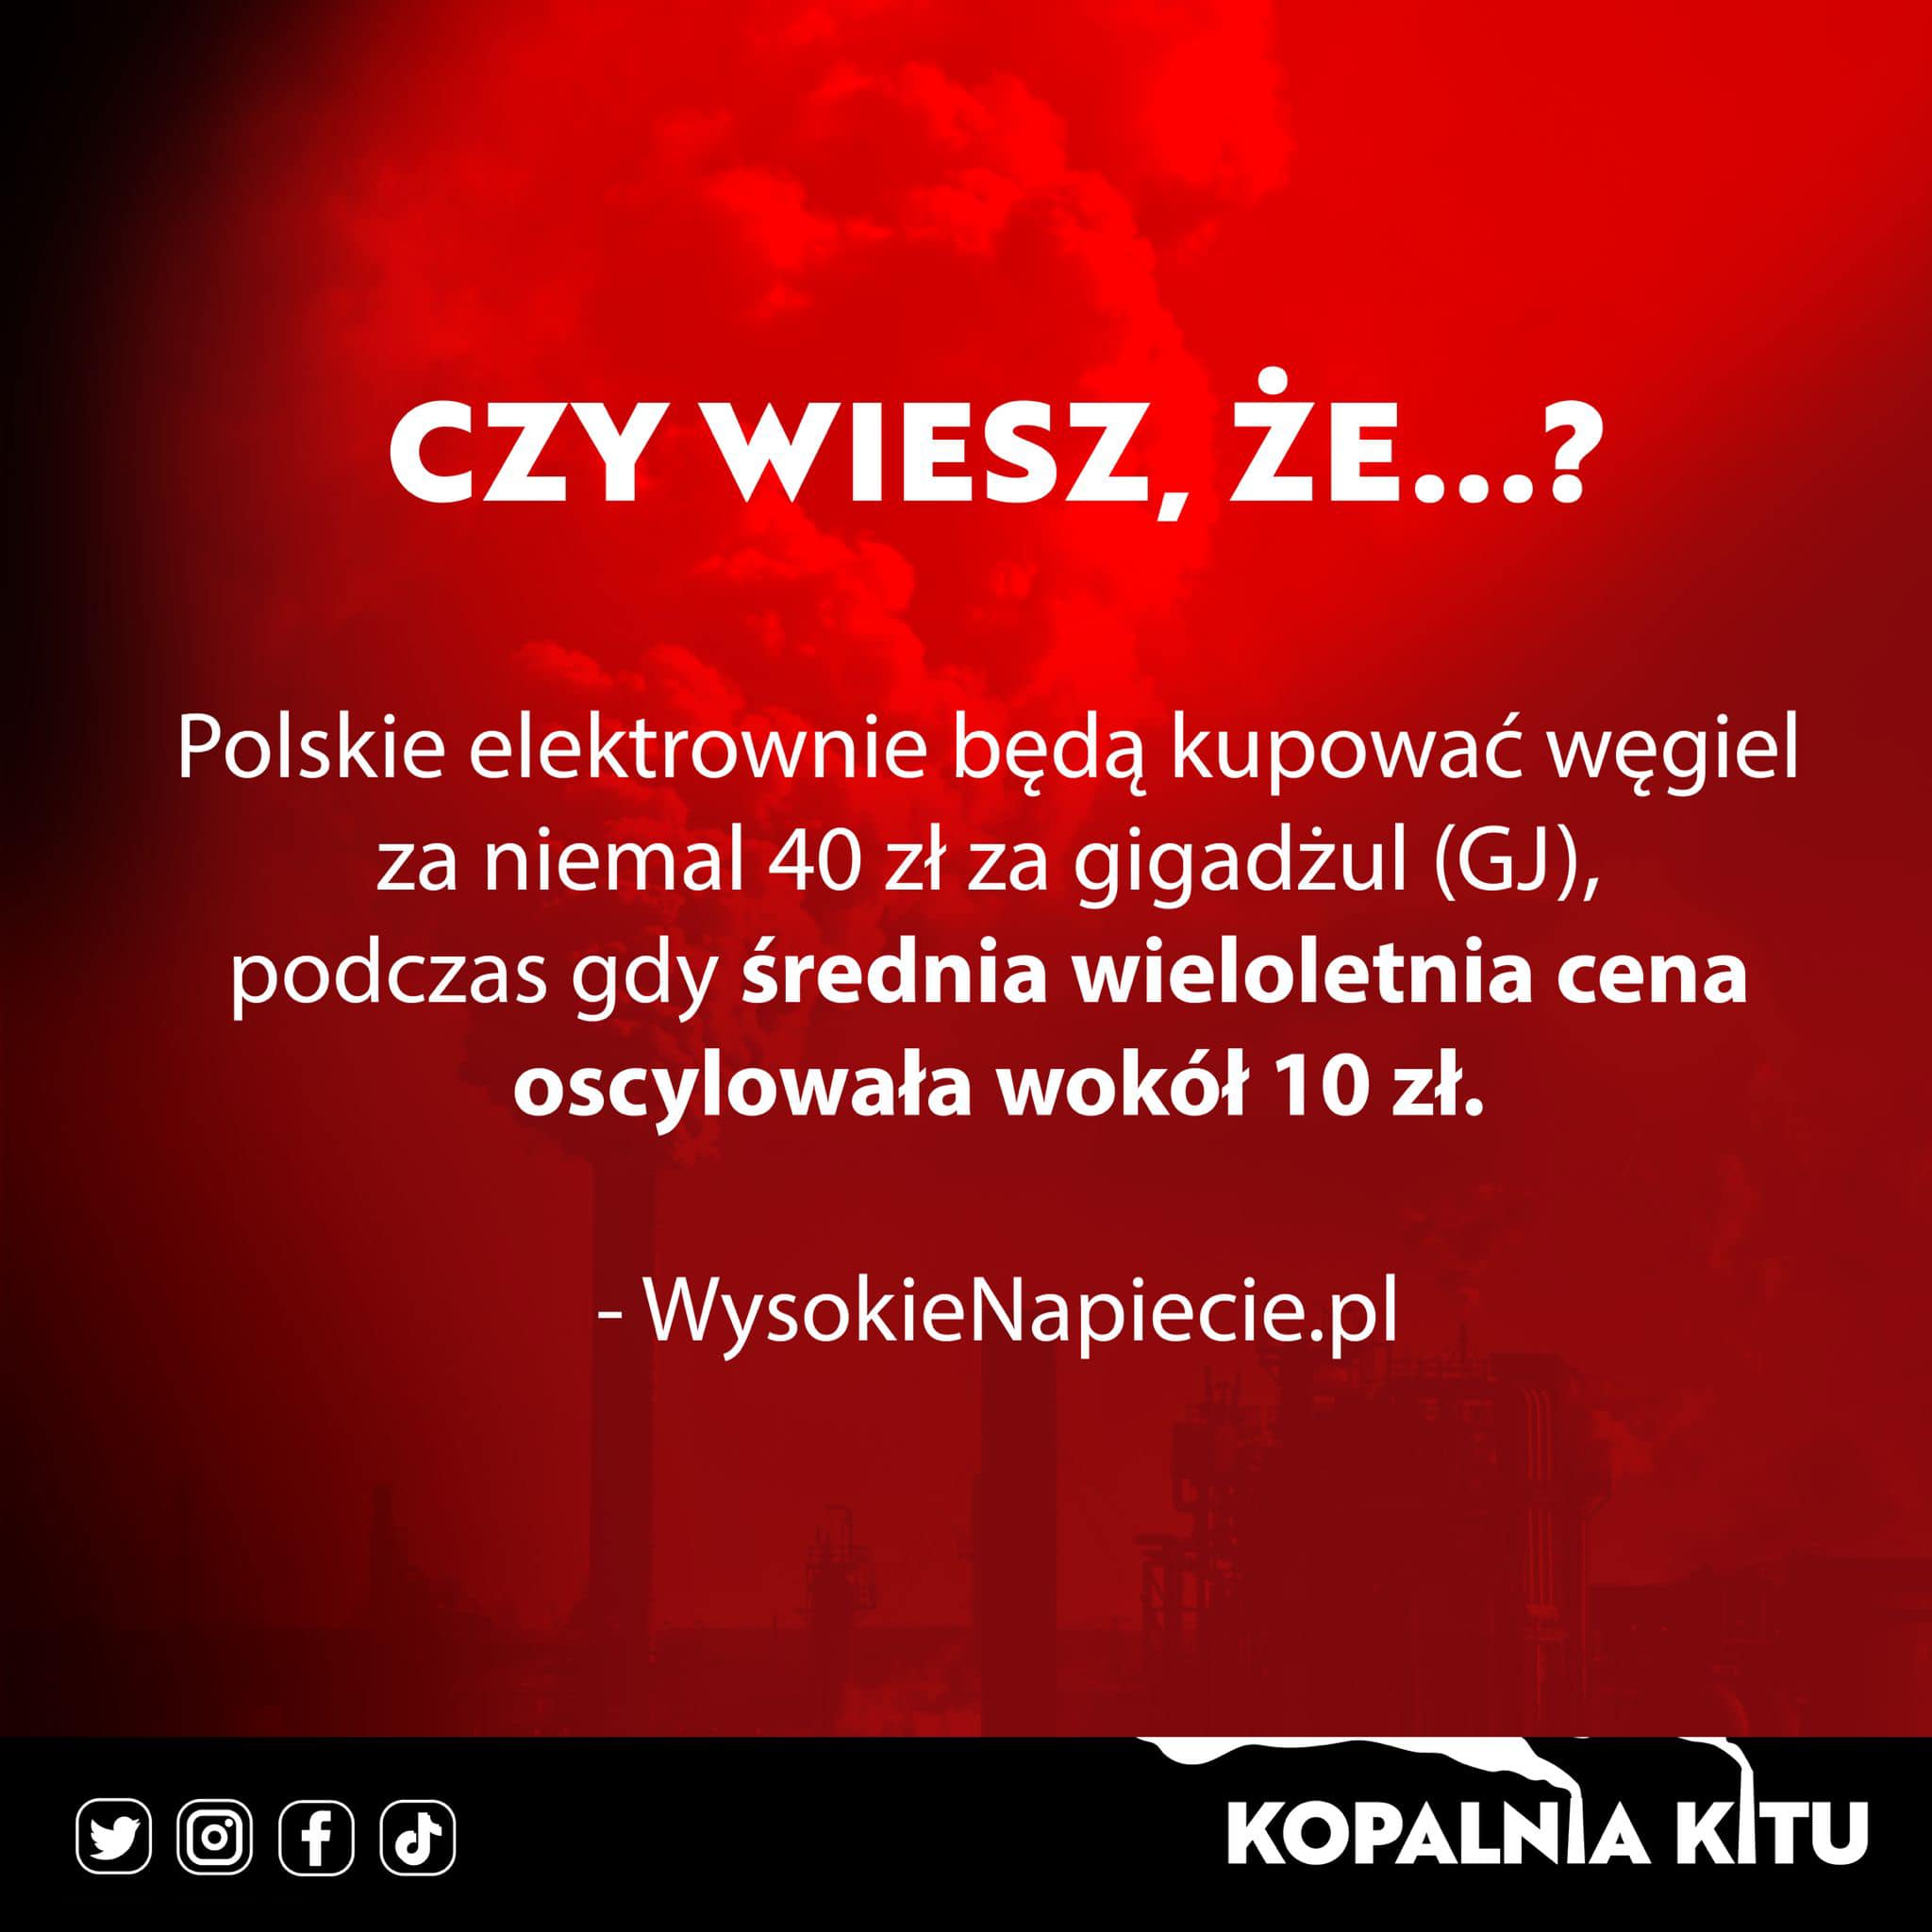 CZY WIESZ, ŻE...?
Polskie elektrownie będą kupować węgiel
za niemal 40 zł za gigadżul (GJ),
podczas gdy średnia wieloletnia cena
oscylowała wokół 10 zł.
- WysokieNapiecie.pl
KOPALNIA KITU